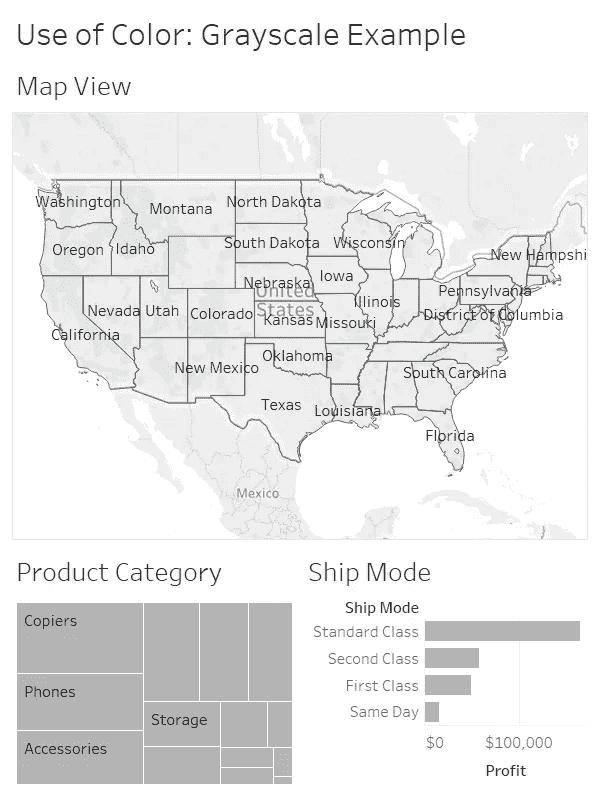 Use of Color: Grayscale Example
Map View
Washington
Montana
North Dakota
Oregon
Idaho
South Dakota
Wisconsin
New Hampshi
Nebraska
Iowa
United
States
Pennsylvania
Nevada
Utah
Colorado
Kansas
Missouri
Illinois
District of Columbia
California
New Mexico
Oklahoma
South Carolina
Texas
Louisiana
Florida
Mexico
Product Category
Copiers
Phones
Accessories
Storage
Ship Mode
Ship Mode
Standard Class
Second Class
First Class
Same Day
$0
$100,000
Profit